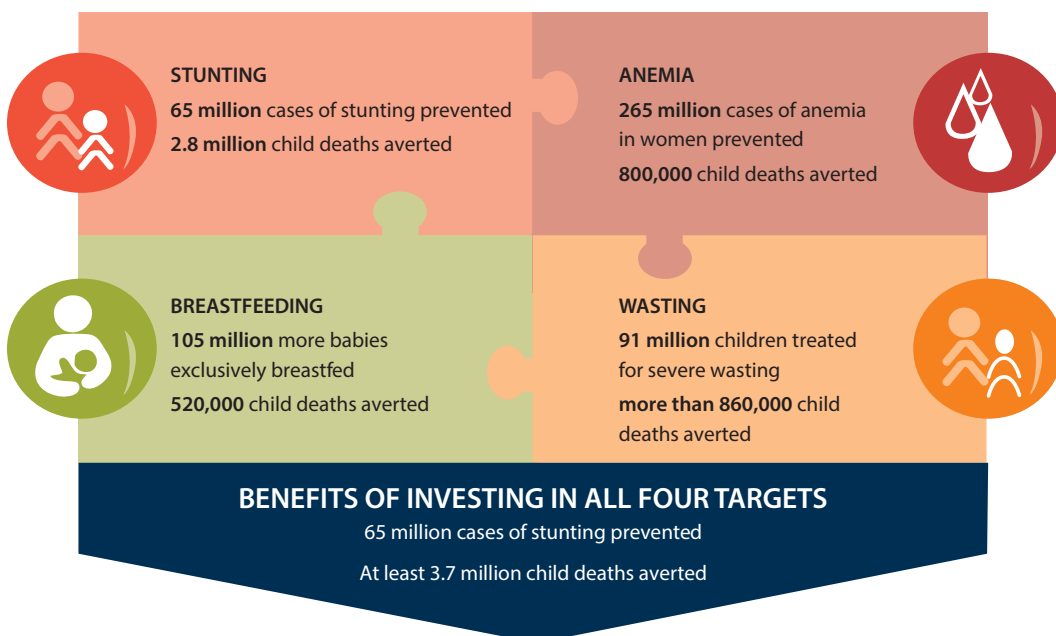 STUNTING
65 million cases of stunting prevented
2.8 million child deaths averted
ANEMIA
265 million cases of anemia
in women prevented
800,000 child deaths averted
BREASTFEEDING
105 million more babies
exclusively breastfed
520,000 child deaths averted
WASTING
91 million children treated
for severe wasting
more than 860,000 child
deaths averted
BENEFITS OF INVESTING IN ALL FOUR TARGETS
65 million cases of stunting prevented
At least 3.7 million child deaths averted